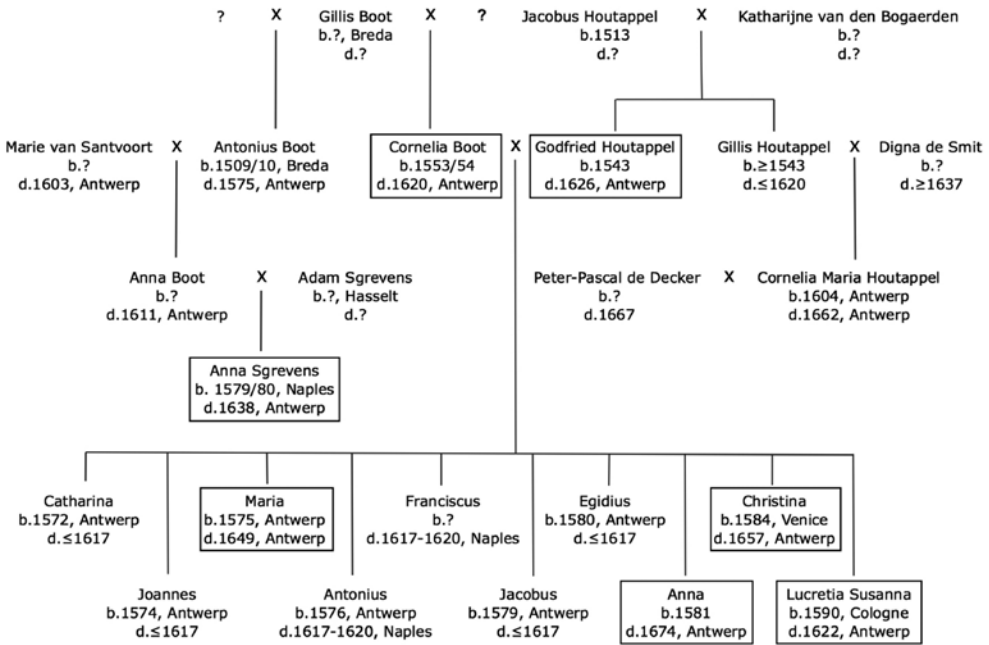 ? X Gillis Boot X ? Jacobus Houtappel X Katharijne van den Bogaerden
b.?, Breda b.1513 b.?
d.? d.? d.?
Marie van Santvoort X Antonius Boot Cornelia Boot X Godfried Houtappel Gillis Houtappel X Digna de Smit
b.? b.1509/10, Breda b.1553/54 b.1543 b.≥1543 b.?
d.1603, Antwerp d.1575, Antwerp d.1620, Antwerp d.1626, Antwerp d.≤1620 d.≥1637
Anna Boot X Adam Sgrevens Peter-Pascal de Decker X Cornelia Maria Houtappel
b.? b.?, Hasselt b.? b.1604, Antwerp
d.1611, Antwerp d.? d.1667 d.1662, Antwerp
Anna Sgrevens
b. 1579/80, Naples
d.1638, Antwerp
Catharina Maria Franciscus Egidius Christina
b.1572, Antwerp b.1575, Antwerp b.? b.1580, Antwerp b.1584, Venice
d.≤1617 d.1649, Antwerp d.1617-1620, Naples d.≤1617 d.1657, Antwerp
Joannes Antonius Jacobus Anna Lucretia Susanna
b.1574, Antwerp b.1576, Antwerp b.1579, Antwerp b.1581 b.1590, Cologne
d.≤1617 d.1617-1620, Naples d.≤1617 d.1674, Antwerp d.1622, Antwerp